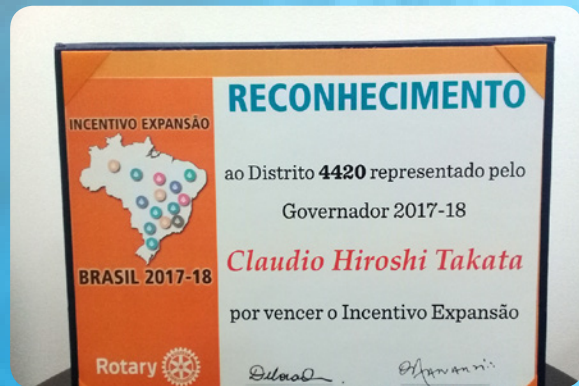 INCENTIVO EXPANSÃO
BRASIL 2017-18
Rotary
RECONHECIMENTO
ao Distrito 4420 representado pelo
Governador 2017-18
Claudio Hiroshi Takata
por vencer o Incentivo Expansão